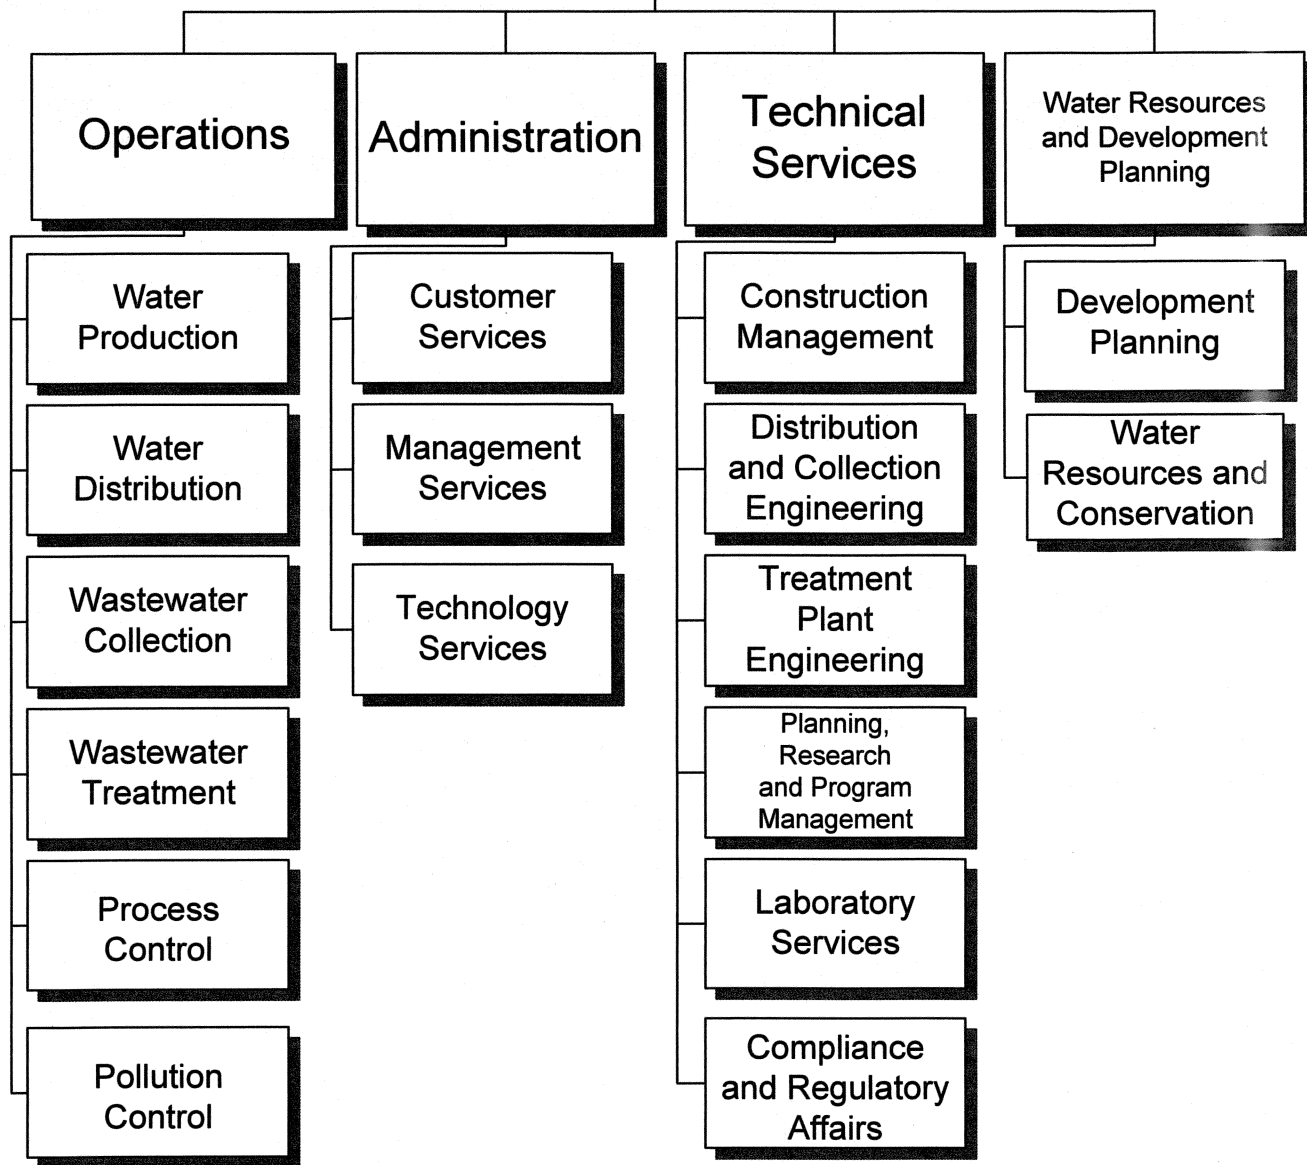 Operations
Administration
Technical
Services
Water Resources
and Development
Planning
Water
Production
Water
Distribution
Wastewater
Collection
Wastewater
Treatment
Process
Control
Pollution
Control
Customer
Services
Management
Services
Technology
Services
Construction
Management
Distribution
and Collection
Engineering
Treatment
Plant
Engineering
Planning,
Research
and Program
Management
Laboratory
Services
Compliance
and Regulatory
Affairs
Development
Planning
Water
Resources and
Conservation